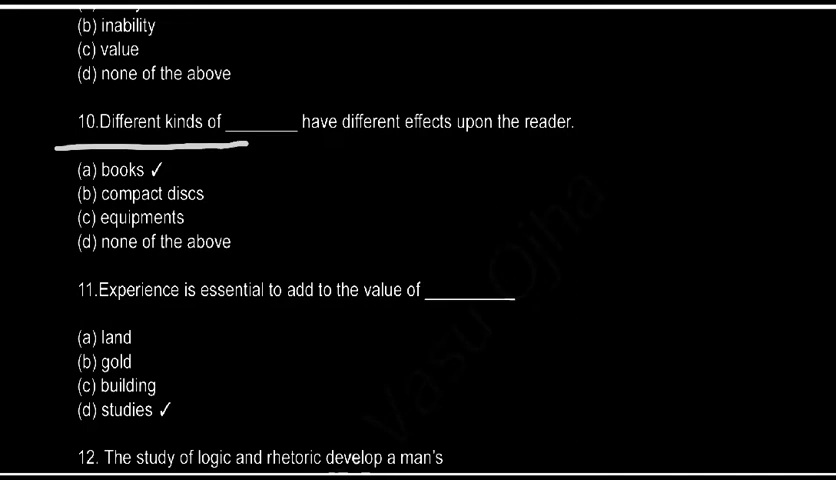 (b) inability
(c) value
(d) none of the above
10.Different kinds of ________ have different effects upon the reader.
(a) books ✓
(b) compact discs
(c) equipments
(d) none of the above
11.Experience is essential to add to the value of __________
(a) land
(b) gold
(c) building
(d) studies ✓
12. The study of logic and rhetoric develop a man's
Vasu Ojha